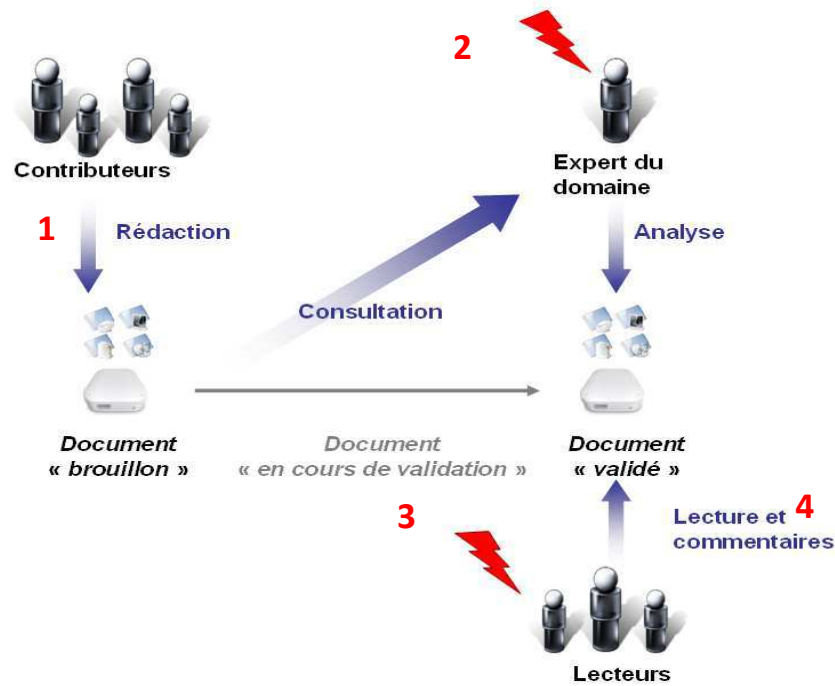 2
Contributeurs
Expert du
domaine
1
Rédaction
Analyse
Consultation
Document
« brouillon »
Document
« en cours de validation »
Document
« validé »
3
4
Lecture et
commentaires
Lecteurs